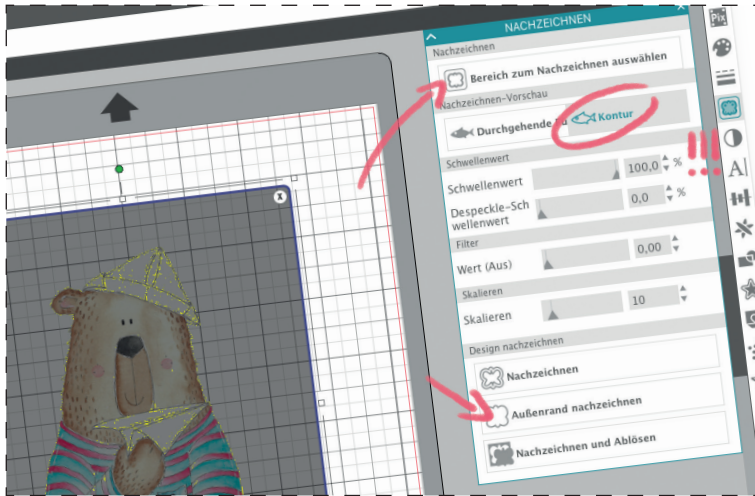 NACHZEICHNEN
Pix
Nachzeichnen
Bereich zum Nachzeichnen auswählen
Nachzeichnen-Vorschau
Durchgehende
Kontur
!!!
Schwellenwert
Schwellenwert 100,0 %
Despeckle-Sch
wellenwert 0,0 %
Filter
Wert (Aus) 0,00
Skalieren
Skalieren 10
Design nachzeichnen
Nachzeichnen
Außenrand nachzeichnen
Nachzeichnen und Ablösen
A
X